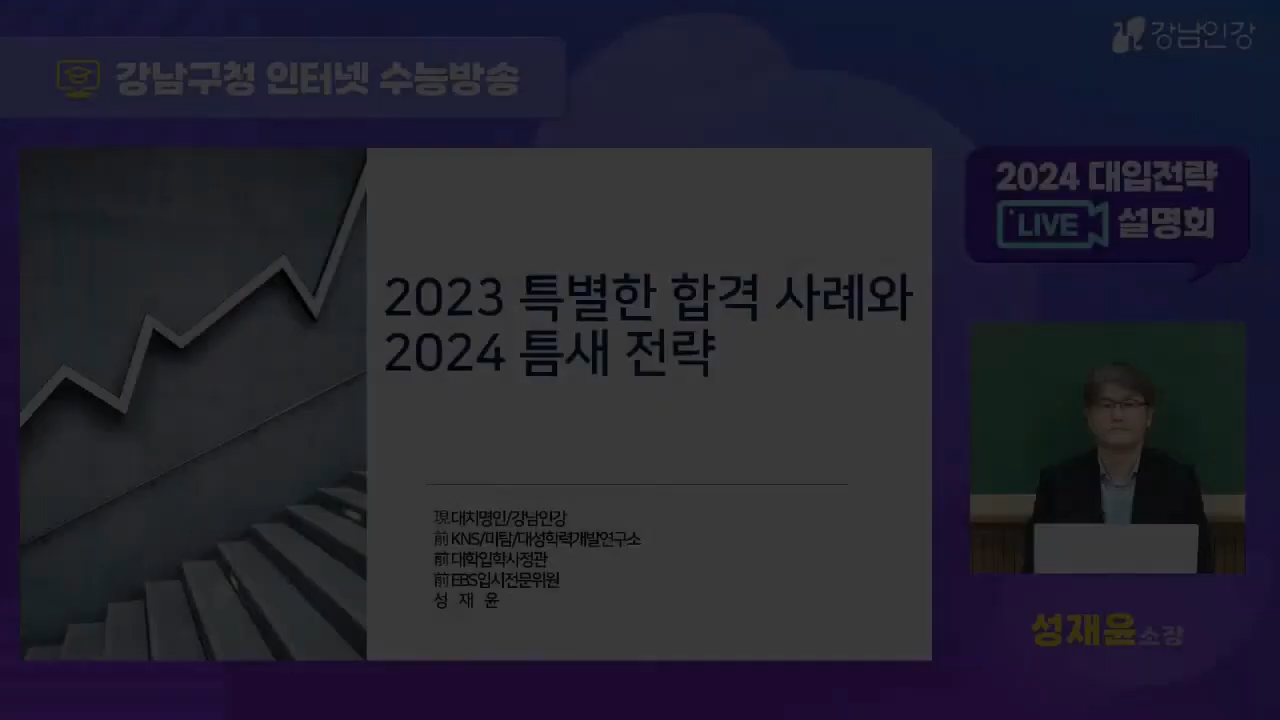 강남인강
강남구청 인터넷 수능방송
2024 대입전략
LIVE 설명회
2023 특별한 합격 사례와
2024 틈새 전략
現 대치명인/강남인강
前 KNS/미탐/대성학력개발연구소
前 대학입학사정관
前 EBS입시전문위원
성 재 윤
성재윤 소장